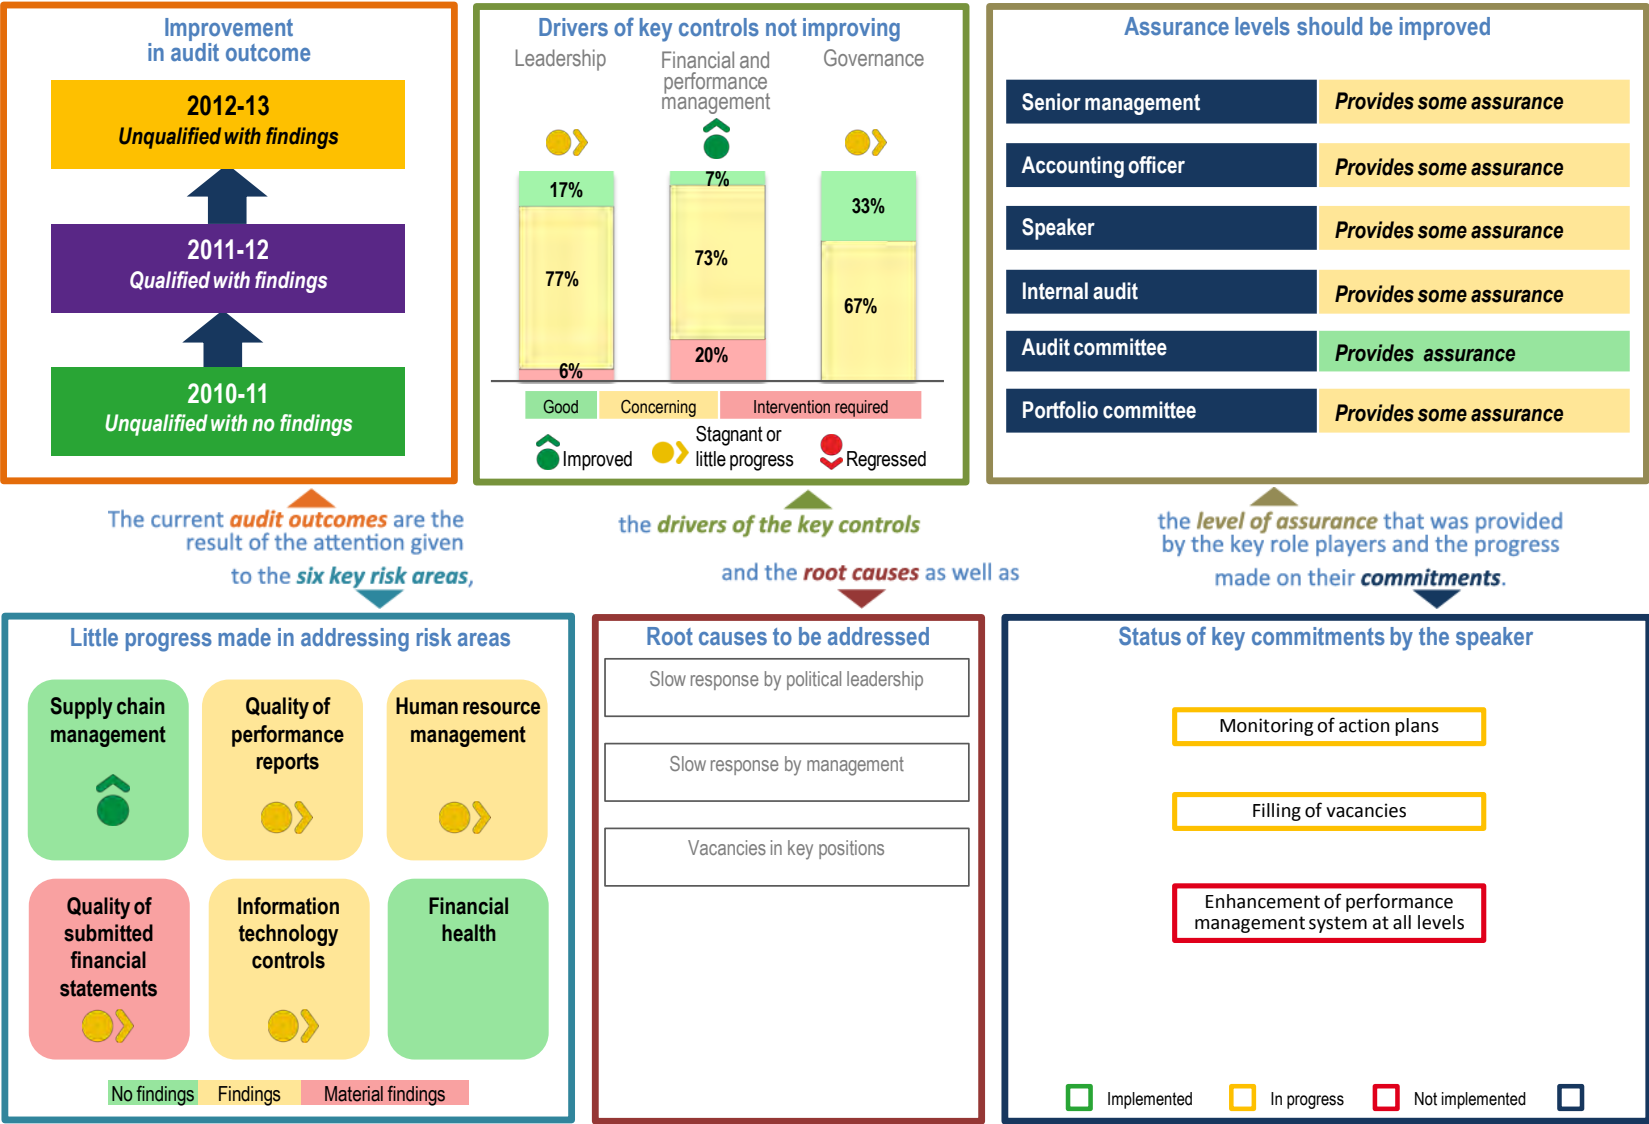 Improvement
in audit outcome
2012-13
Unqualified with findings
2011-12
Qualified with findings
2010-11
Unqualified with no findings
Drivers of key controls not improving
Leadership
Financial and
performance
management
Governance
17%
77%
6%
7%
73%
20%
33%
67%
Good
Concerning
Intervention required
Improved
Stagnant or
little progress
Regressed
Assurance levels should be improved
Senior management
Provides some assurance
Accounting officer
Provides some assurance
Speaker
Provides some assurance
Internal audit
Provides some assurance
Audit committee
Provides assurance
Portfolio committee
Provides some assurance
The current audit outcomes are the
result of the attention given
to the six key risk areas,
the drivers of the key controls
and the root causes as well as
the level of assurance that was provided
by the key role players and the progress
made on their commitments.
Little progress made in addressing risk areas
Supply chain
management
Quality of
performance
reports
Human resource
management
Quality of
submitted
financial
statements
Information
technology
controls
Financial
health
No findings
Findings
Material findings
Root causes to be addressed
Slow response by political leadership
Slow response by management
Vacancies in key positions
Status of key commitments by the speaker
Monitoring of action plans
Filling of vacancies
Enhancement of performance
management system at all levels
Implemented
In progress
Not implemented